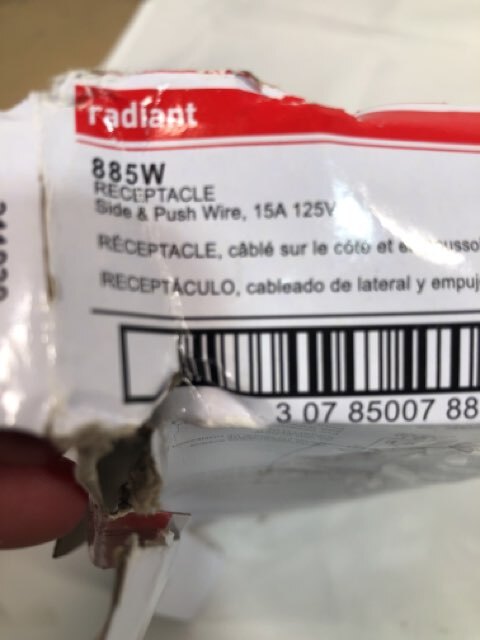 radiant
885W
RECEPTACLE
Side & Push Wire, 15A 125V
RÉCEPTACLE, câblé sur le côté et
RECEPTÁCULO, cableado de lateral y empuj
3 07 85007 88